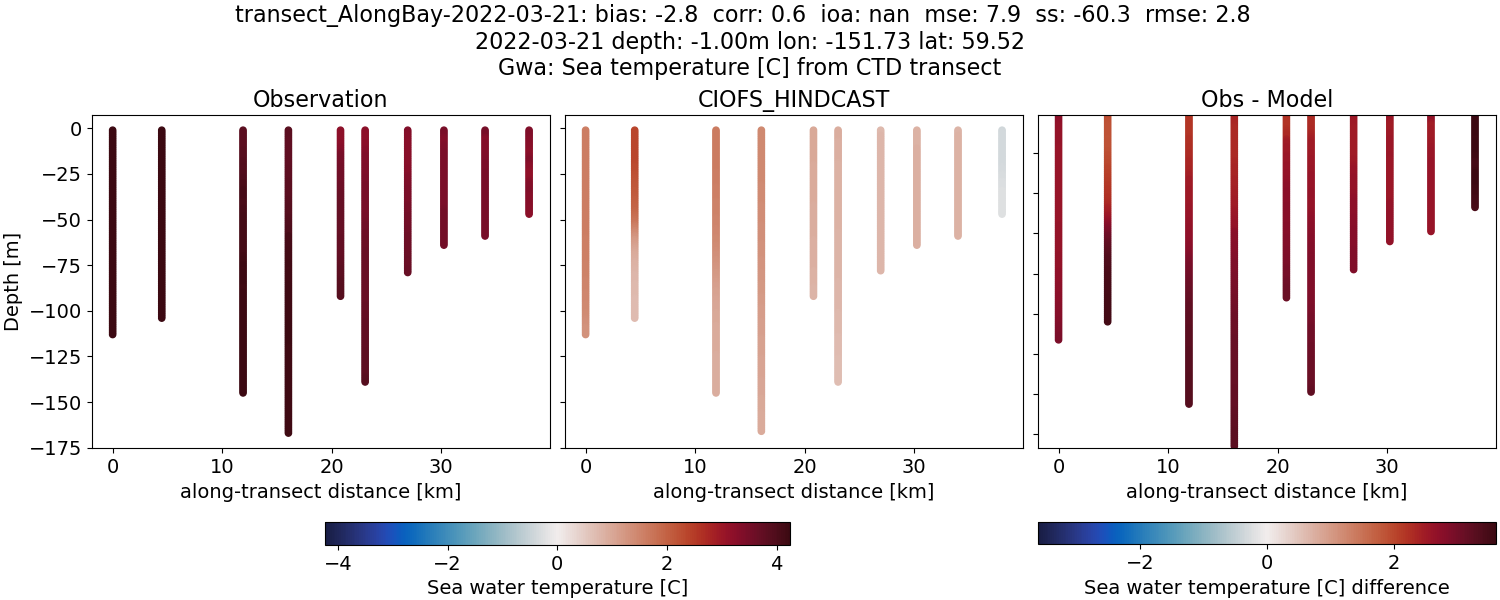 transect_AlongBay-2022-03-21: bias: -2.8  corr: 0.6  ioa: nan  mse: 7.9  ss: -60.3  rmse: 2.8
2022-03-21 depth: -1.00m lon: -151.73 lat: 59.52
Gwa: Sea temperature [C] from CTD transect
Observation
CIOFS_HINDCAST
Obs - Model
Depth [m]
0
−25
−50
−75
−100
−125
−150
−175
0 10 20 30
0 10 20 30
0 10 20 30
along-transect distance [km]
along-transect distance [km]
along-transect distance [km]
−4 −2 0 2 4
Sea water temperature [C]
−2 0 2
Sea water temperature [C] difference